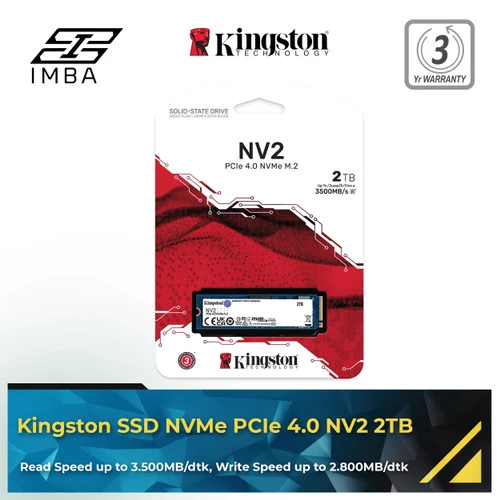 IMBA
Kingston
TECHNOLOGY
3
Yr WARRANTY
SOLID-STATE DRIVE
NV2
PCIe 4.0 NVMe M.2
2TB
3500MB/s
Kingston
NV2
2TB
3
Kingston
TECHNOLOGY
Kingston SSD NVMe PCIe 4.0 NV2 2TB
Read Speed up to 3.500MB/dtk, Write Speed up to 2.800MB/dtk